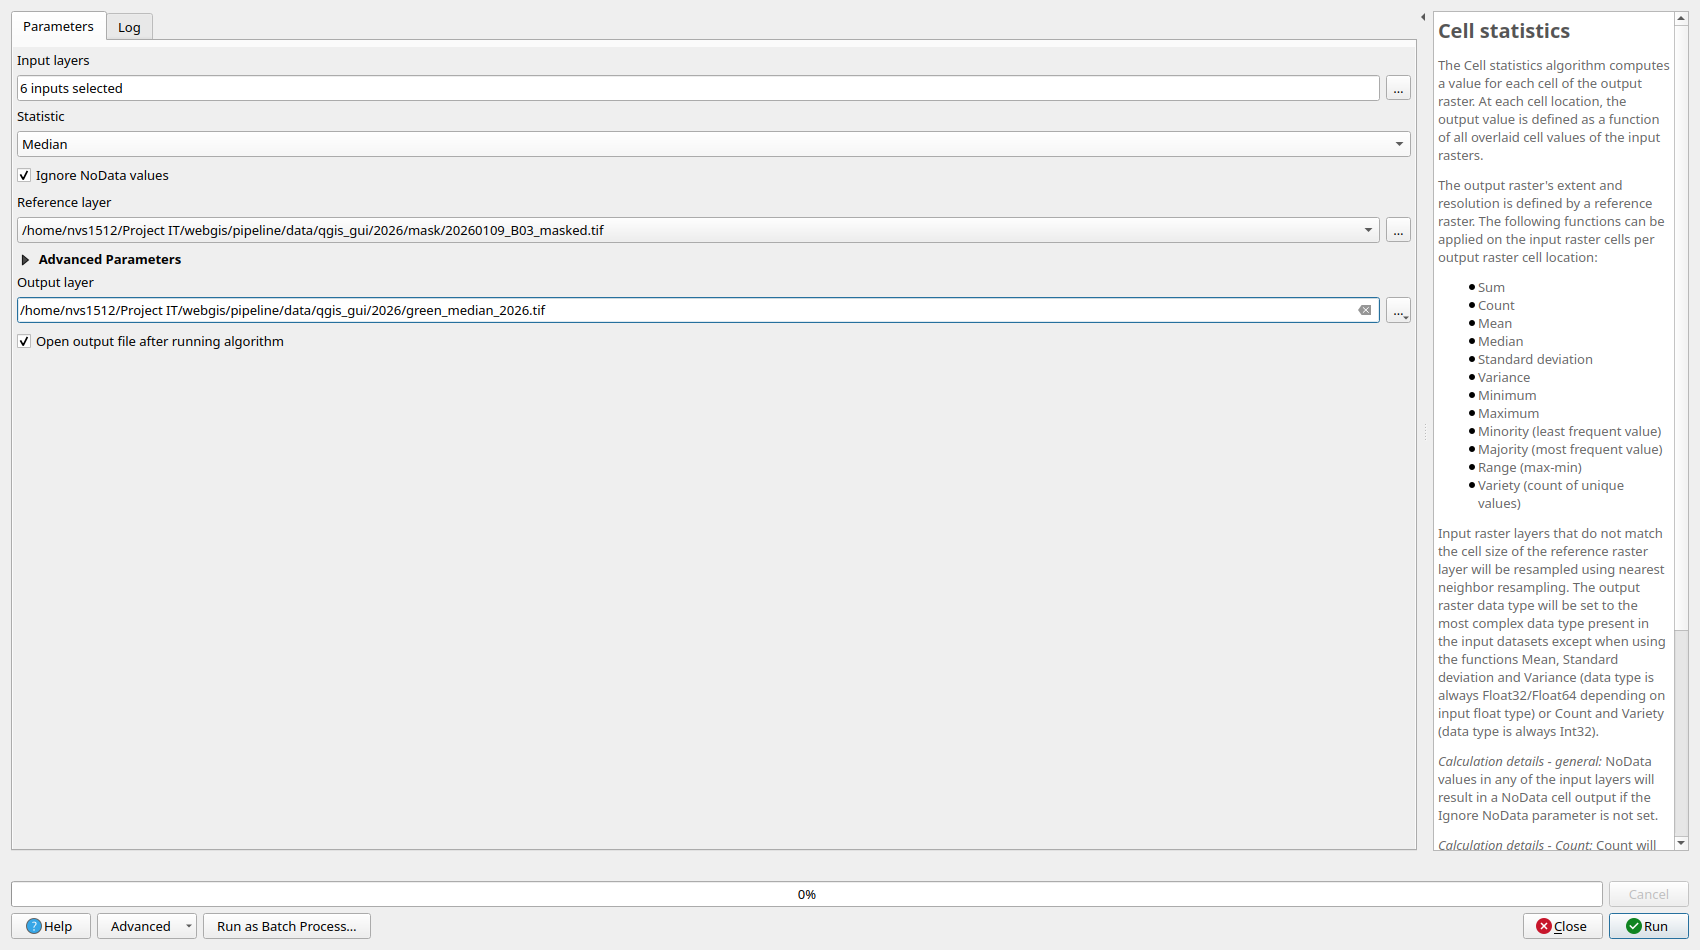 Parameters
Log
Input layers
6 inputs selected
...
Statistic
Median
Ignore NoData values
Reference layer
/home/nvs1512/Project IT/webgis/pipeline/data/qgis_gui/2026/mask/20260109_B03_masked.tif
...
Advanced Parameters
Output layer
/home/nvs1512/Project IT/webgis/pipeline/data/qgis_gui/2026/green_median_2026.tif
...
Open output file after running algorithm
Cell statistics
The Cell statistics algorithm computes
a value for each cell of the output
raster. At each cell location, the
output value is defined as a function
of all overlaid cell values of the input
rasters.
The output raster's extent and
resolution is defined by a reference
raster. The following functions can be
applied on the input raster cells per
output raster cell location:
Sum
Count
Mean
Median
Standard deviation
Variance
Minimum
Maximum
Minority (least frequent value)
Majority (most frequent value)
Range (max-min)
Variety (count of unique
values)
Input raster layers that do not match
the cell size of the reference raster
layer will be resampled using nearest
neighbor resampling. The output
raster data type will be set to the
most complex data type present in
the input datasets except when using
the functions Mean, Standard
deviation and Variance (data type is
always Float32/Float64 depending on
input float type) or Count and Variety
(data type is always Int32).
Calculation details - general: NoData
values in any of the input layers will
result in a NoData cell output if the
Ignore NoData parameter is not set.
Calculation details - Count: Count will
0%
Cancel
Help
Advanced
Run as Batch Process...
Close
Run